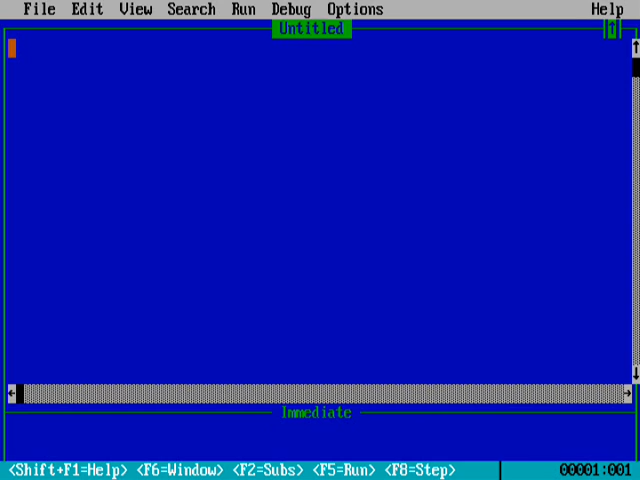 File Edit View Search Run Debug Options Help
Untitled
Immediate
<Shift+F1=Help> <F6=Window> <F2=Subs> <F5=Run> <F8=Step> 00001:001